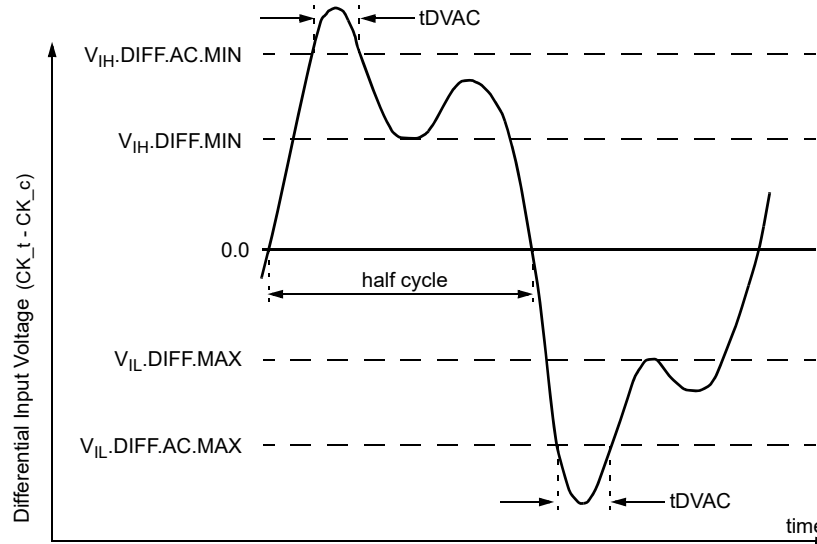 tDVAC
VIH.DIFF.AC.MIN
VIH.DIFF.MIN
0.0
half cycle
VIL.DIFF.MAX
VIL.DIFF.AC.MAX
tDVAC
time
Differential Input Voltage (CK_t - CK_c)